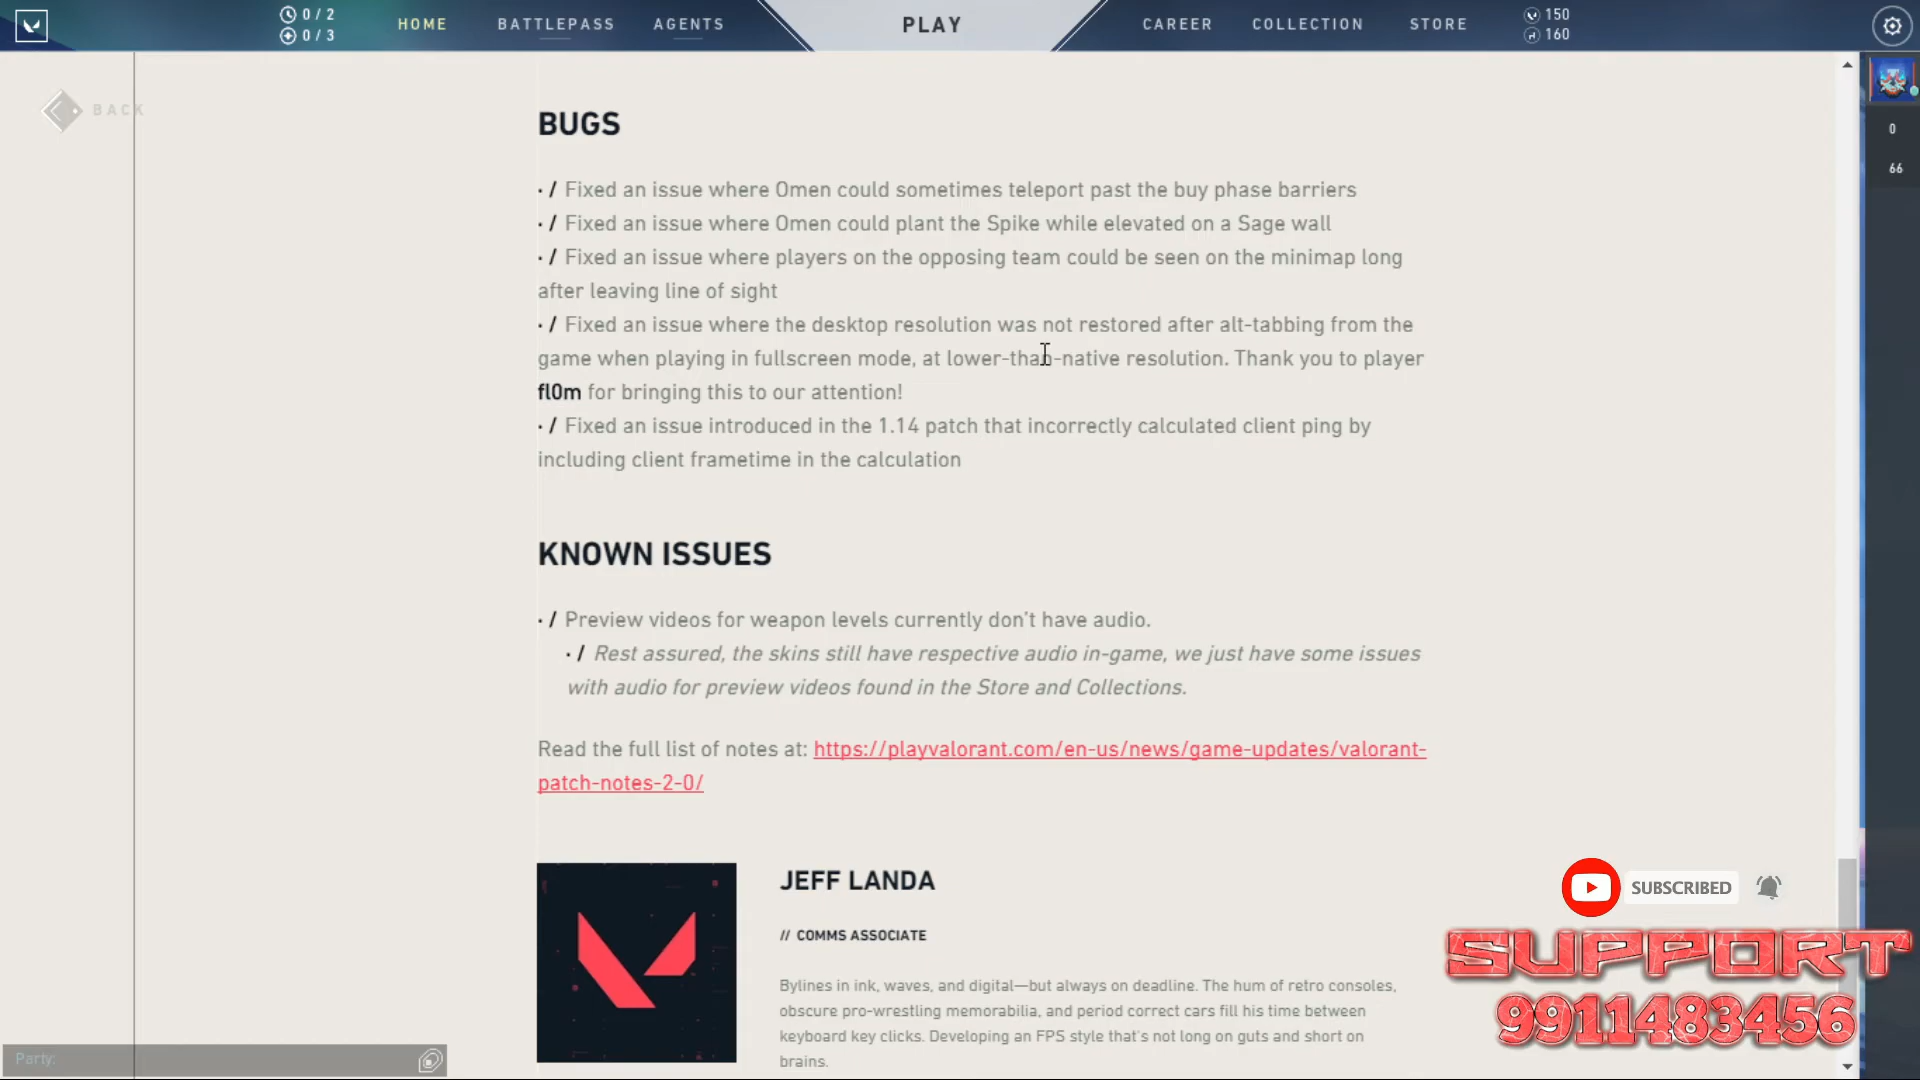 0 / 2
0 / 3
HOME
BATTLEPASS
AGENTS
PLAY
CAREER
COLLECTION
STORE
150
160
BACK
0
66
BUGS
· / Fixed an issue where Omen could sometimes teleport past the buy phase barriers
· / Fixed an issue where Omen could plant the Spike while elevated on a Sage wall
· / Fixed an issue where players on the opposing team could be seen on the minimap long
after leaving line of sight
· / Fixed an issue where the desktop resolution was not restored after alt-tabbing from the
game when playing in fullscreen mode, at lower-than-native resolution. Thank you to player
fl0m for bringing this to our attention!
· / Fixed an issue introduced in the 1.14 patch that incorrectly calculated client ping by
including client frametime in the calculation
KNOWN ISSUES
· / Preview videos for weapon levels currently don't have audio.
· / Rest assured, the skins still have respective audio in-game, we just have some issues
with audio for preview videos found in the Store and Collections.
Read the full list of notes at: https://playvalorant.com/en-us/news/game-updates/valorant-
patch-notes-2-0/
JEFF LANDA
// COMMS ASSOCIATE
Bylines in ink, waves, and digital—but always on deadline. The hum of retro consoles,
obscure pro-wrestling memorabilia, and period correct cars fill his time between
keyboard key clicks. Developing an FPS style that's not long on guts and short on
brains.
SUBSCRIBED
SUPPORT
9911483456
Party: